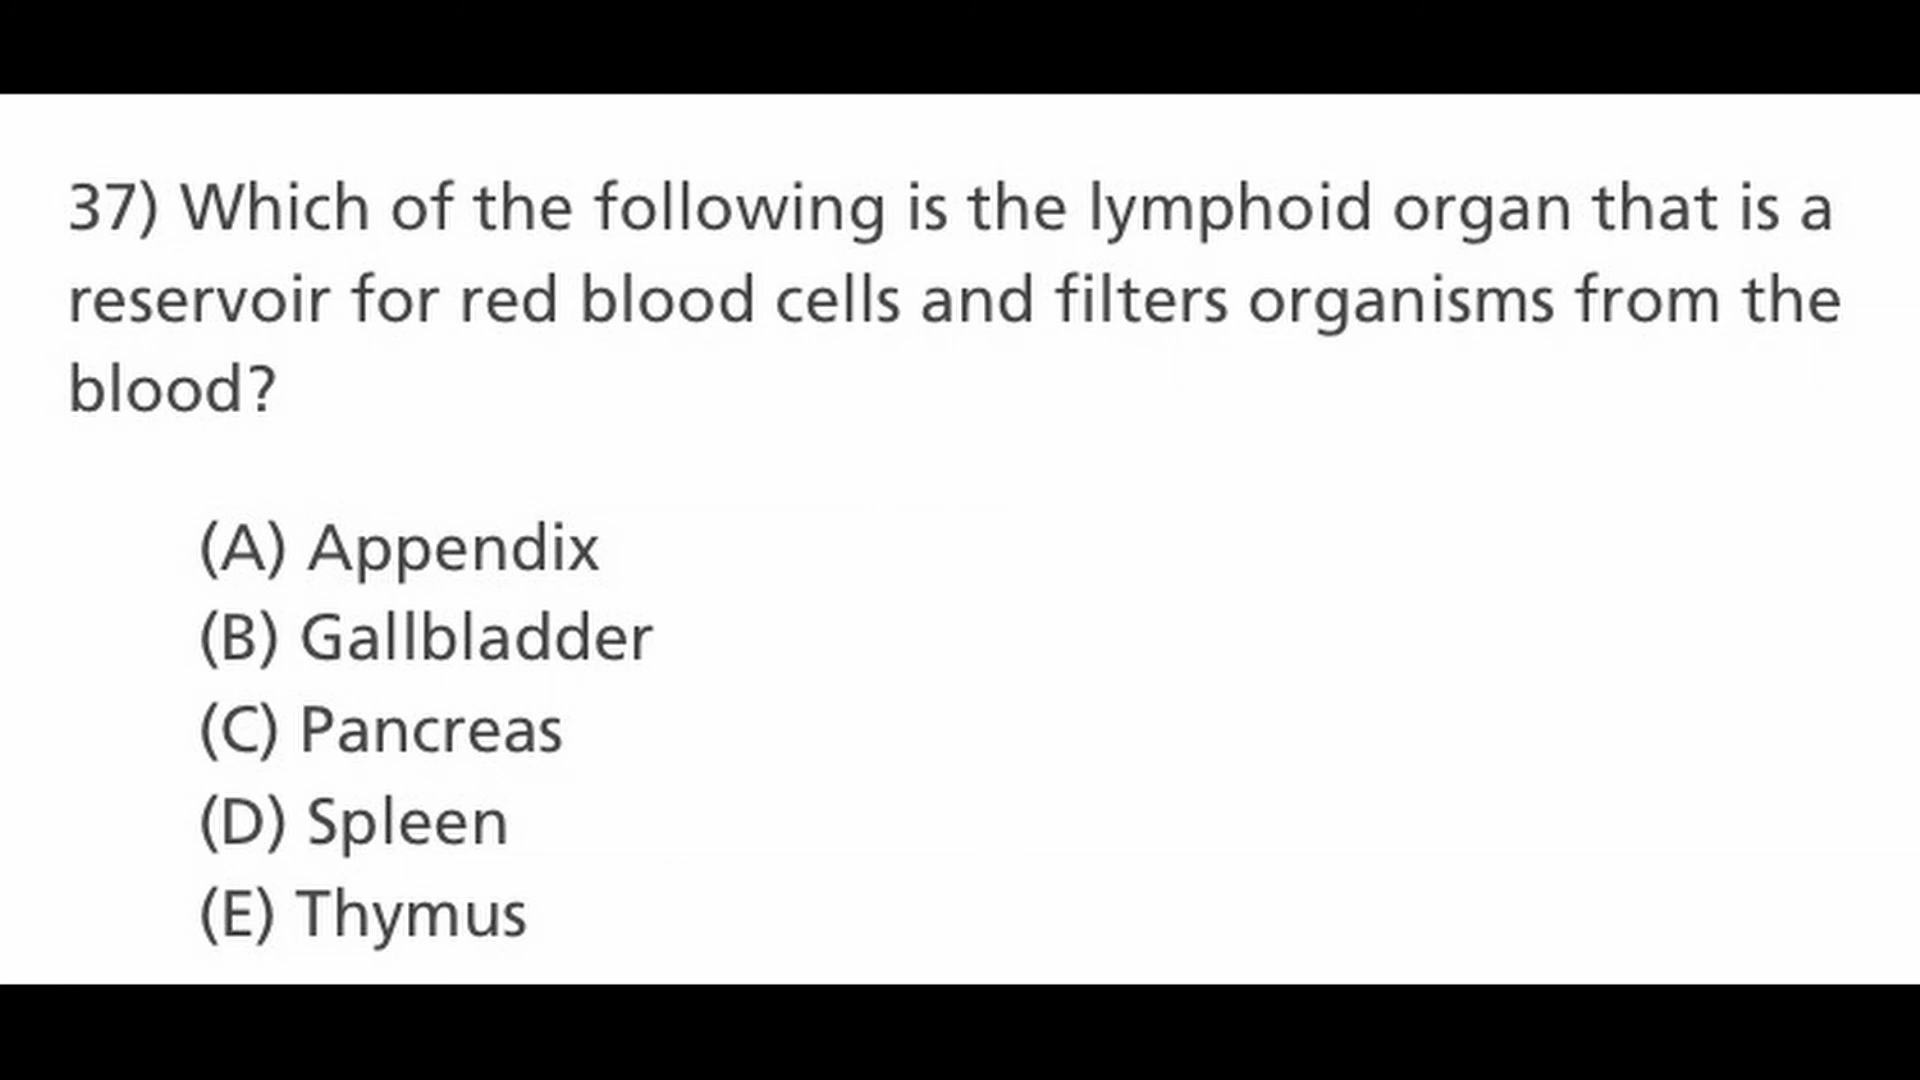 37) Which of the following is the lymphoid organ that is a
reservoir for red blood cells and filters organisms from the
blood?
(A) Appendix
(B) Gallbladder
(C) Pancreas
(D) Spleen
(E) Thymus